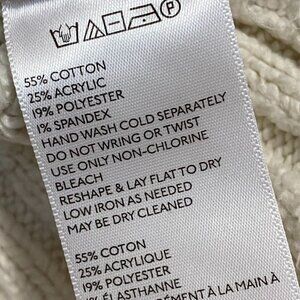 P
55% COTTON
25% ACRYLIC
19% POLYESTER
1% SPANDEX
HAND WASH COLD SEPARATELY
DO NOT WRING OR TWIST
USE ONLY NON-CHLORINE
BLEACH
RESHAPE & LAY FLAT TO DRY
LOW IRON AS NEEDED
MAY BE DRY CLEANED
55% COTON
25% ACRYLIQUE
19% POLYESTER
ÉLASTHANNE
À LA MAIN À